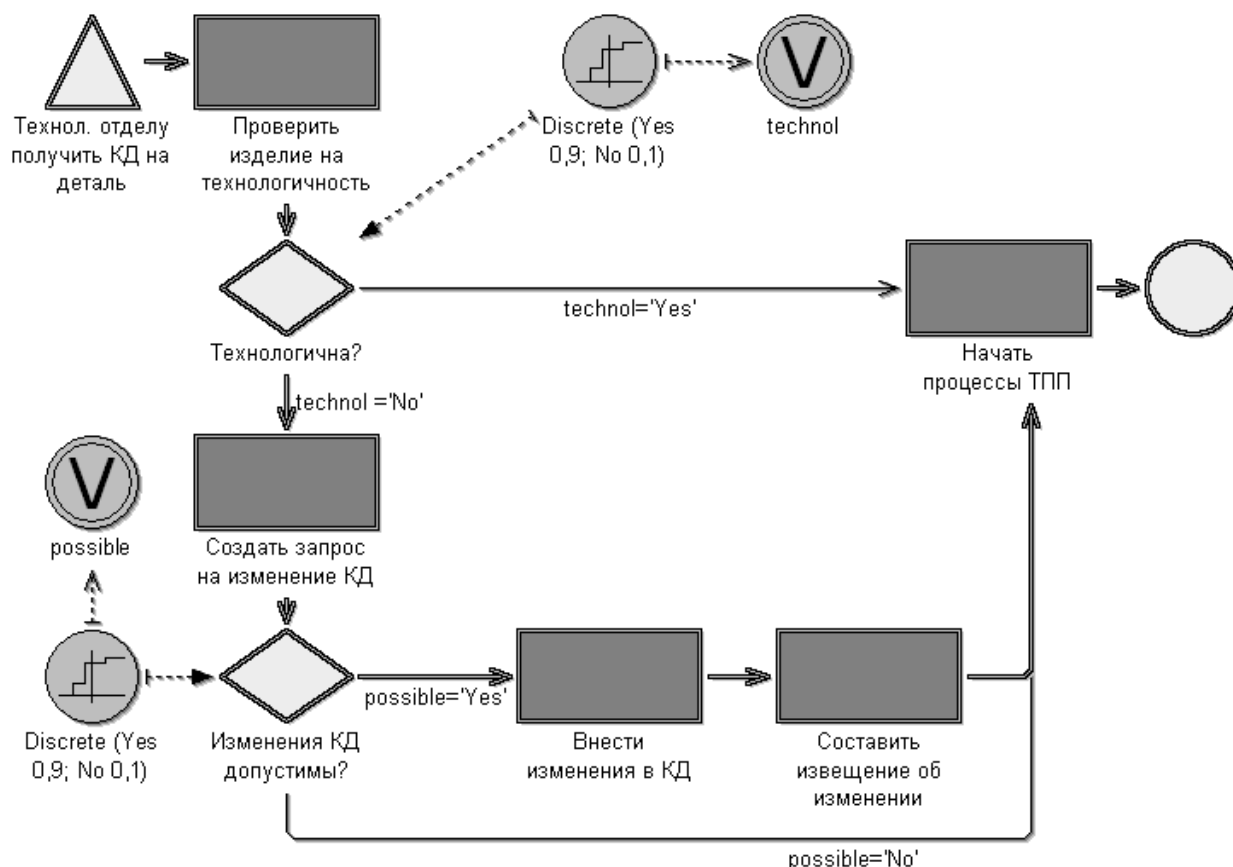 Технол. отделу
получить КД на
деталь
Проверить
изделие на
технологичность
Discrete (Yes
0,9; No 0,1)
V
technol
Технологична?
technol='Yes'
Начать
процессы ТПП
technol ='No'
V
possible
Создать запрос
на изменение КД
Discrete (Yes
0,9; No 0,1)
Изменения КД
допустимы?
possible='Yes'
Внести
изменения в КД
Составить
извещение об
изменении
possible='No'